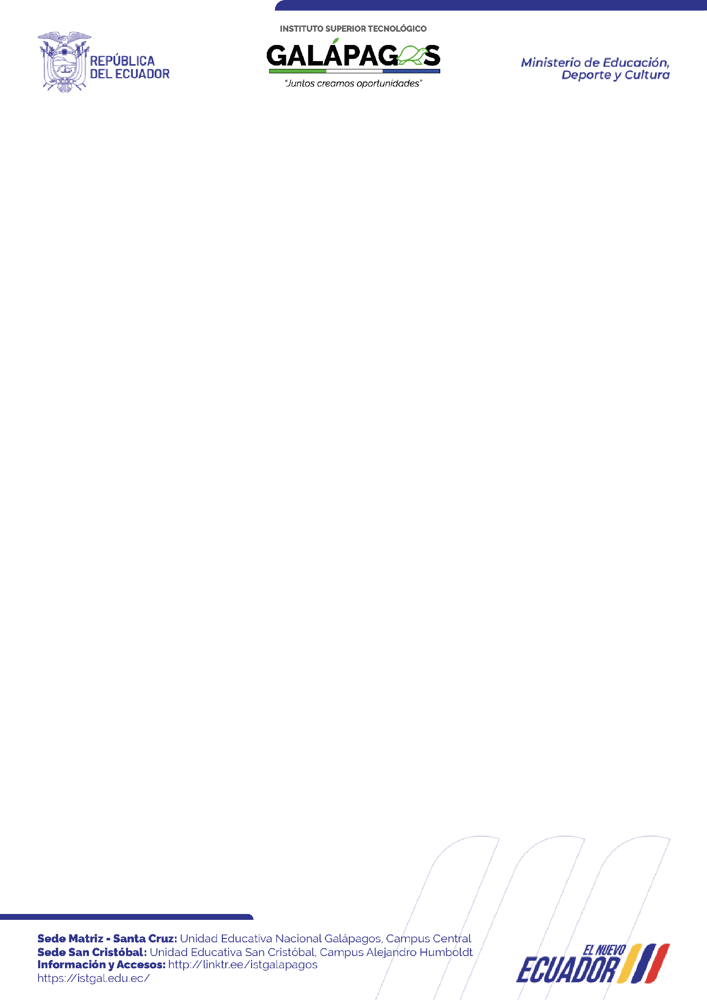 INSTITUTO SUPERIOR TECNOLÓGICO
GALÁPAGOS
“Juntos creamos oportunidades”
REPÚBLICA
DEL ECUADOR
Ministerio de Educación,
Deporte y Cultura
Sede Matriz - Santa Cruz: Unidad Educativa Nacional Galápagos, Campus Central
Sede San Cristóbal: Unidad Educativa San Cristóbal, Campus Alejandro Humboldt
Información y Accesos: http://linktr.ee/istgalapagos
https://istgal.edu.ec/
EL NUEVO
ECUADOR